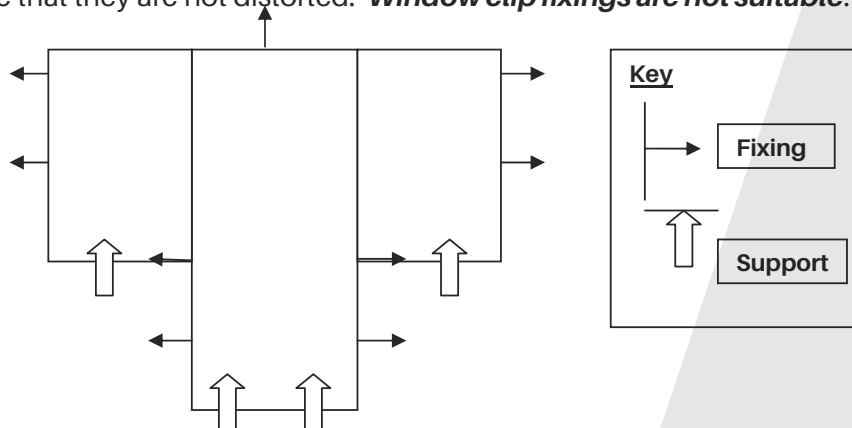 e that they are not distorted. Window clip fixings are not suitable.
Key
Fixing
Support